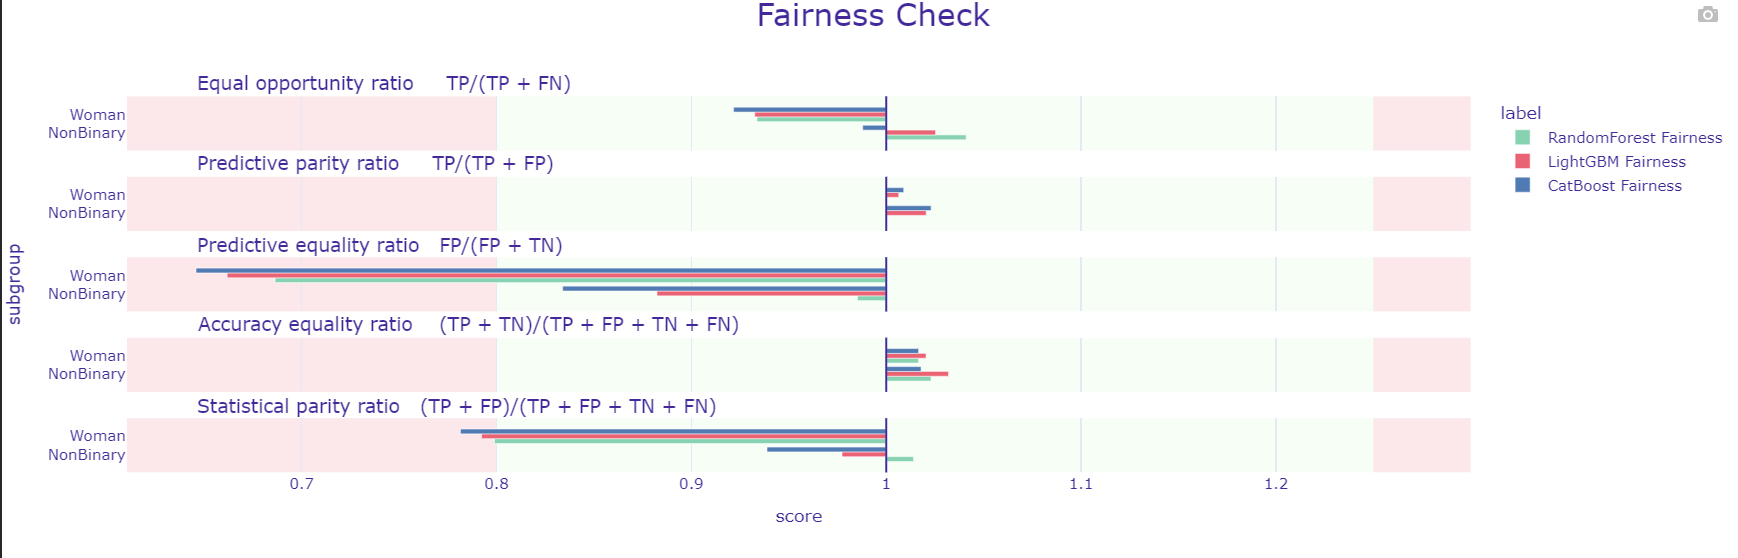 Fairness Check
Equal opportunity ratio TP/(TP + FN)
Woman
NonBinary
Predictive parity ratio TP/(TP + FP)
Woman
NonBinary
Predictive equality ratio FP/(FP + TN)
Woman
NonBinary
Accuracy equality ratio (TP + TN)/(TP + FP + TN + FN)
Woman
NonBinary
Statistical parity ratio (TP + FP)/(TP + FP + TN + FN)
Woman
NonBinary
0.7 0.8 0.9 1 1.1 1.2
score
subgroup
label
RandomForest Fairness
LightGBM Fairness
CatBoost Fairness